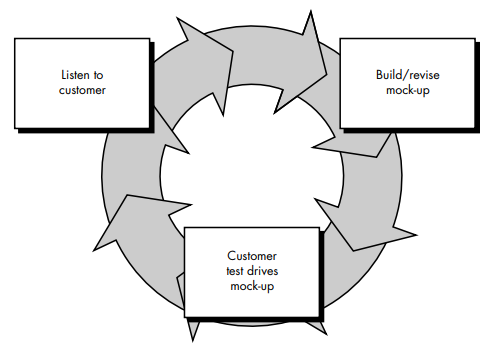 Listen to
customer
Build/revise
mock-up
Customer
test drives
mock-up